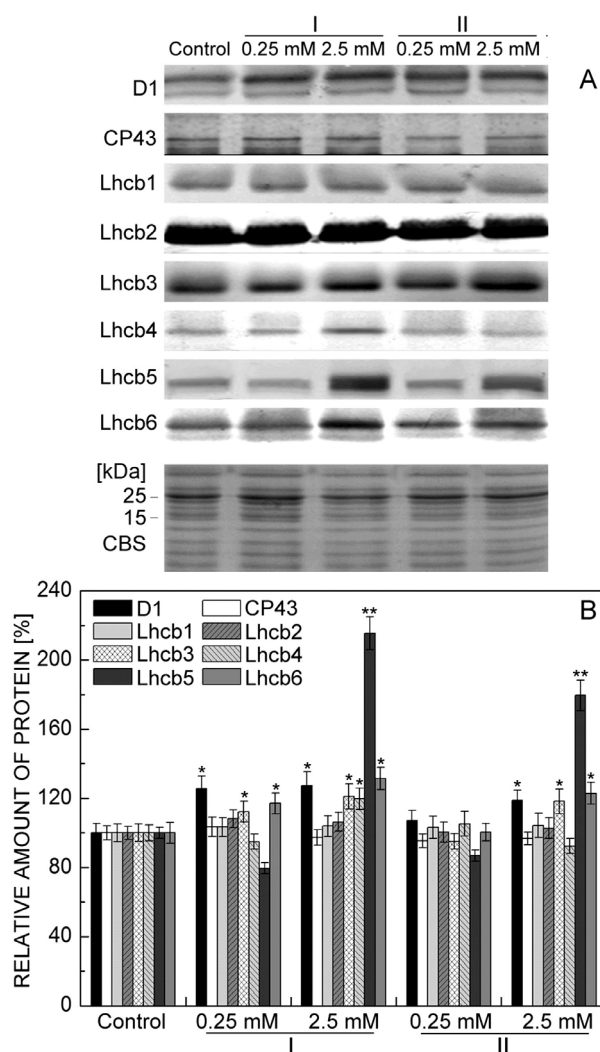 I II
Control 0.25 mM 2.5 mM 0.25 mM 2.5 mM
A
D1
CP43
Lhcb1
Lhcb2
Lhcb3
Lhcb4
Lhcb5
Lhcb6
[kDa]
25
15
CBS
B
RELATIVE AMOUNT OF PROTEIN [%]
240
200
160
120
80
40
0
D1 CP43
Lhcb1 Lhcb2
Lhcb3 Lhcb4
Lhcb5 Lhcb6
* * * * * * ** * * * ** *
Control 0.25 mM 2.5 mM 0.25 mM 2.5 mM
I II